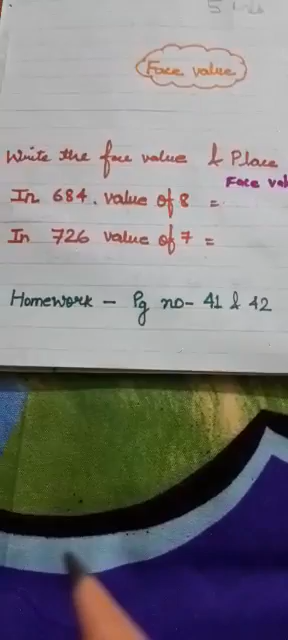 Face value
Write the face value & Place
Face val
In 684. value of 8 =
In 726 value of 7 =
Homework - Pg no- 41 & 42